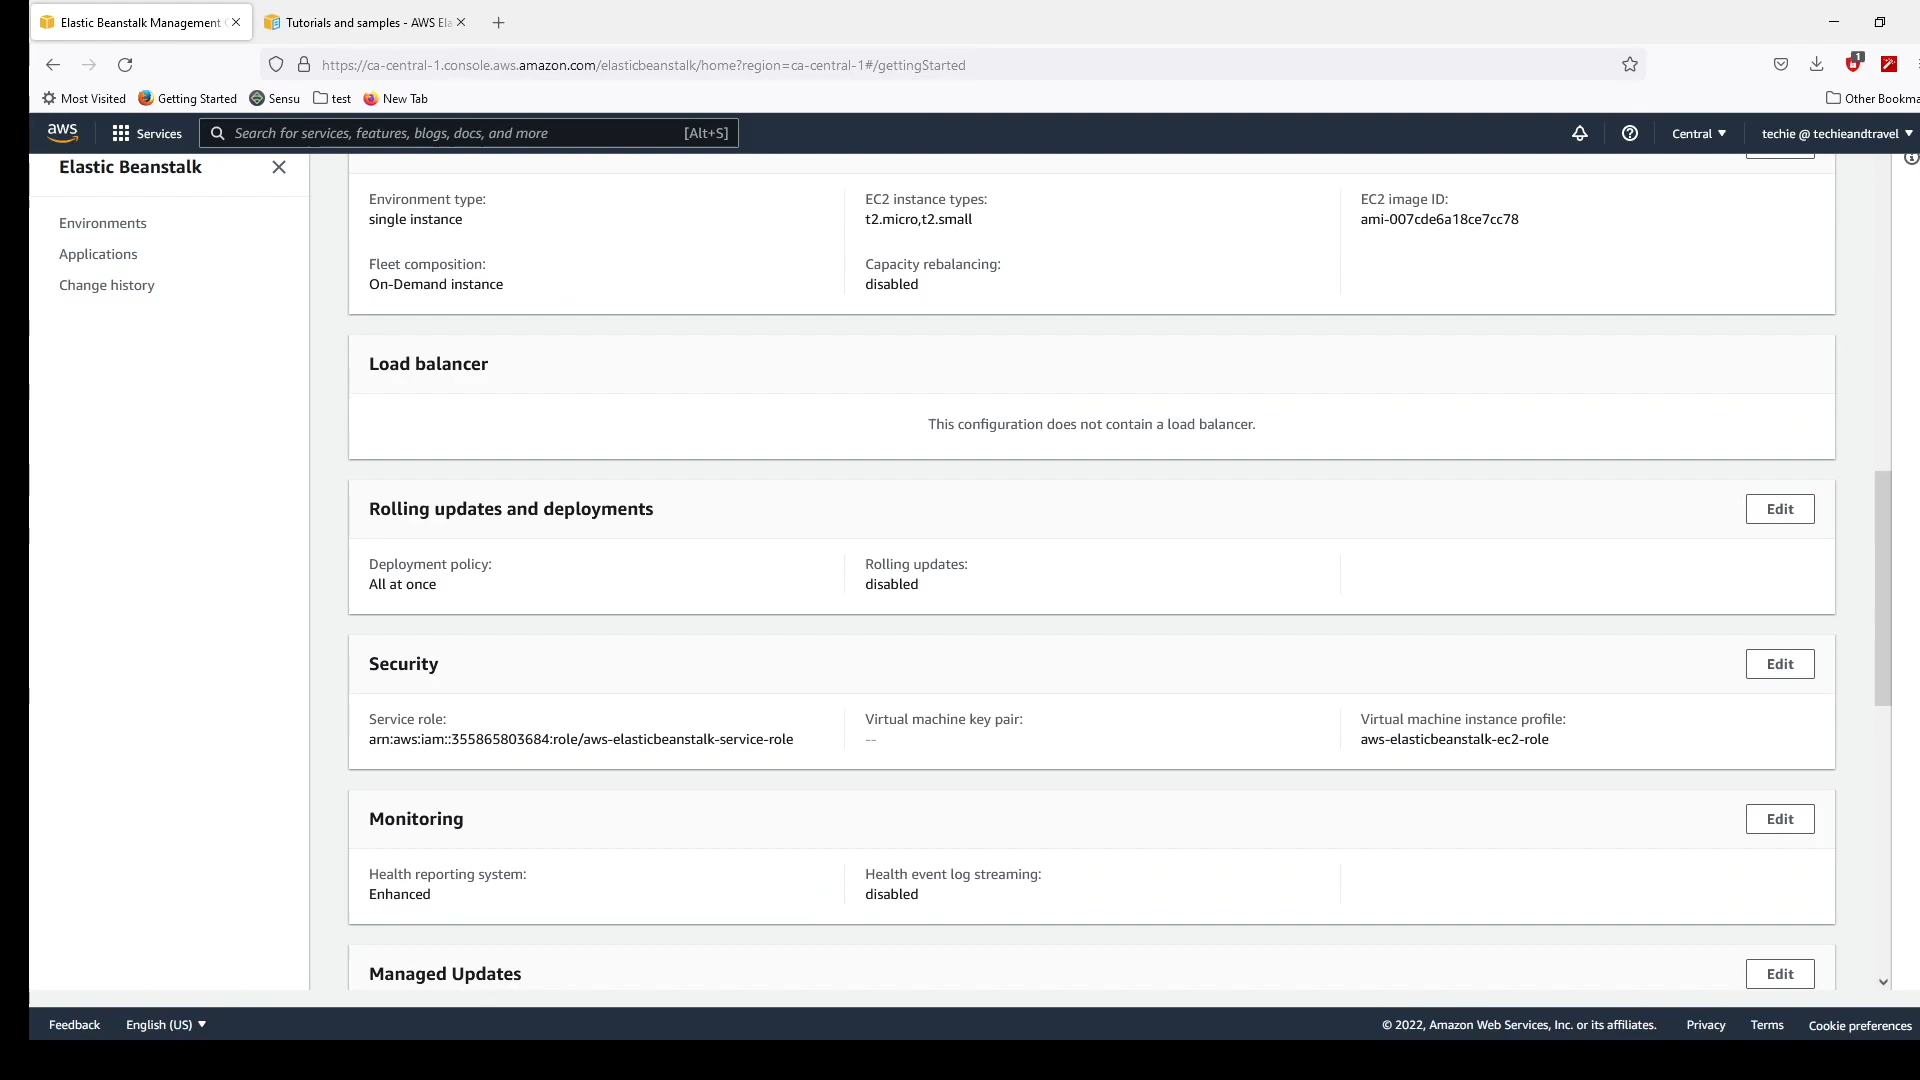 Elastic Beanstalk Management
Tutorials and samples - AWS Ela
https://ca-central-1.console.aws.amazon.com/elasticbeanstalk/home?region=ca-central-1#/gettingStarted
1
Most Visited
Getting Started
Sensu
test
New Tab
Other Bookma
aws
Services
Search for services, features, blogs, docs, and more
[Alt+S]
Central
techie @ techieandtravel
Elastic Beanstalk
Environments
Applications
Change history
Environment type:
single instance
EC2 instance types:
t2.micro,t2.small
EC2 image ID:
ami-007cde6a18ce7cc78
Fleet composition:
On-Demand instance
Capacity rebalancing:
disabled
Load balancer
This configuration does not contain a load balancer.
Rolling updates and deployments
Edit
Deployment policy:
All at once
Rolling updates:
disabled
Security
Edit
Service role:
arn:aws:iam::355865803684:role/aws-elasticbeanstalk-service-role
Virtual machine key pair:
--
Virtual machine instance profile:
aws-elasticbeanstalk-ec2-role
Monitoring
Edit
Health reporting system:
Enhanced
Health event log streaming:
disabled
Managed Updates
Edit
Feedback
English (US)
© 2022, Amazon Web Services, Inc. or its affiliates.
Privacy
Terms
Cookie preferences